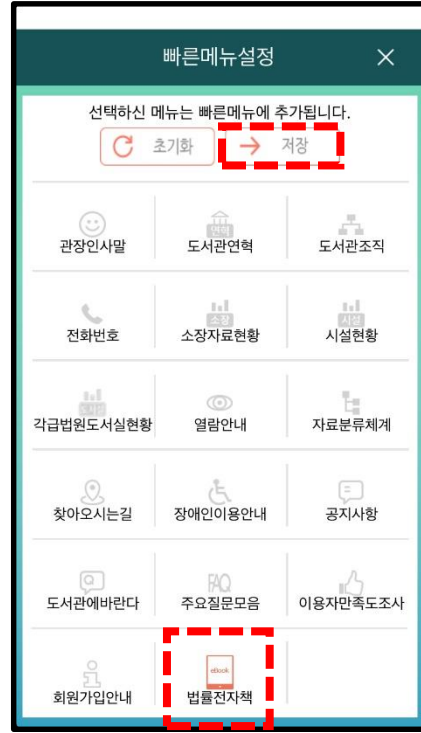 빠른메뉴설정
선택하신 메뉴는 빠른메뉴에 추가됩니다.
초기화 저장
연혁
관장인사말 도서관연혁 도서관조직
소장 시설
전화번호 소장자료현황 시설현황
각급법원도서실현황 열람안내 자료분류체계
찾아오시는길 장애인이용안내 공지사항
FAQ
도서관에바란다 주요질문모음 이용자만족도조사
eBook
회원가입안내 법률전자책